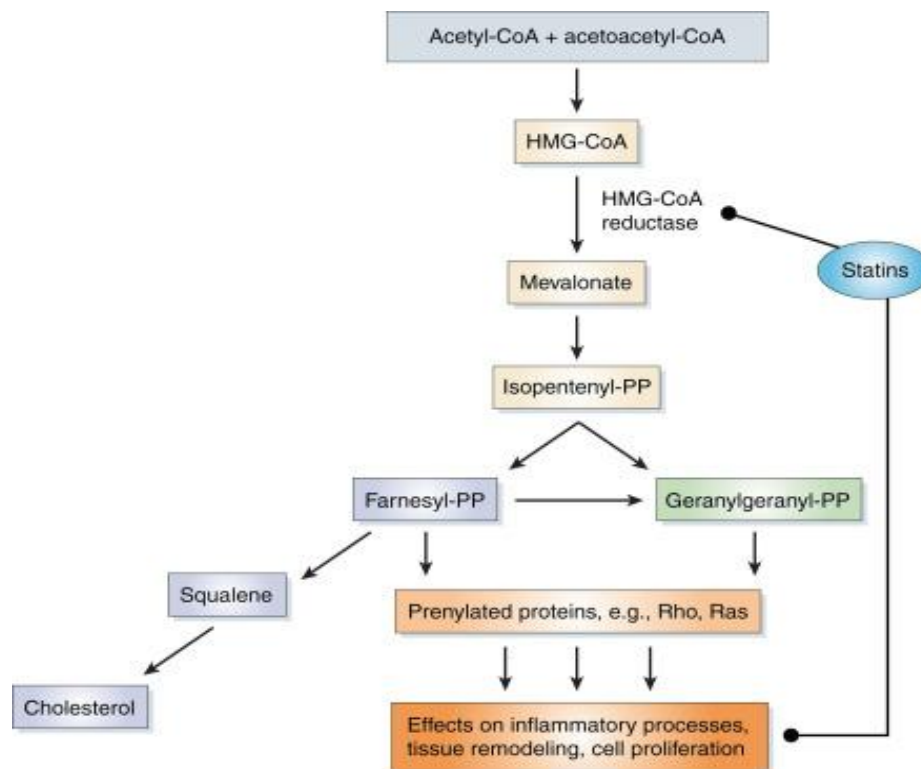 Acetyl-CoA + acetoacetyl-CoA
HMG-CoA
HMG-CoA
reductase
Statins
Mevalonate
Isopentenyl-PP
Farnesyl-PP
Geranylgeranyl-PP
Squalene
Prenylated proteins, e.g., Rho, Ras
Cholesterol
Effects on inflammatory processes,
tissue remodeling, cell proliferation